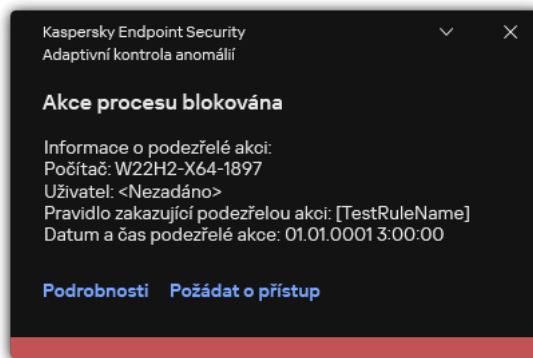 Kaspersky Endpoint Security
Adaptivní kontrola anomálií
Akce procesu blokována
Informace o podezřelé akci:
Počítač: W22H2-X64-1897
Uživatel: <Nezadáno>
Pravidlo zakazující podezřelou akci: [TestRuleName]
Datum a čas podezřelé akce: 01.01.0001 3:00:00
Podrobnosti Požádat o přístup